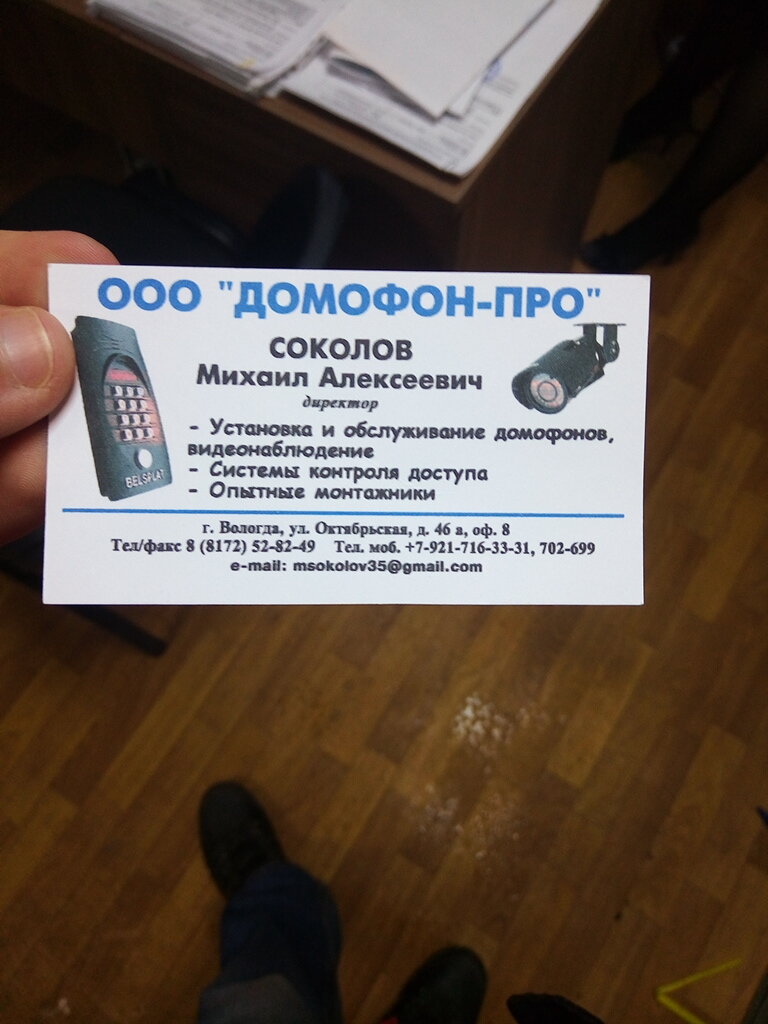 ООО "ДОМОФОН-ПРО"
СОКОЛОВ
Михаил Алексеевич
директор
- Установка и обслуживание домофонов,
видеонаблюдение
- Системы контроля доступа
- Опытные монтажники
BELSPLAT
г. Вологда, ул. Октябрьская, д. 46 а, оф. 8
Тел/факс 8 (8172) 52-82-49 Тел. моб. +7-921-716-33-31, 702-699
e-mail: msokolov35@gmail.com